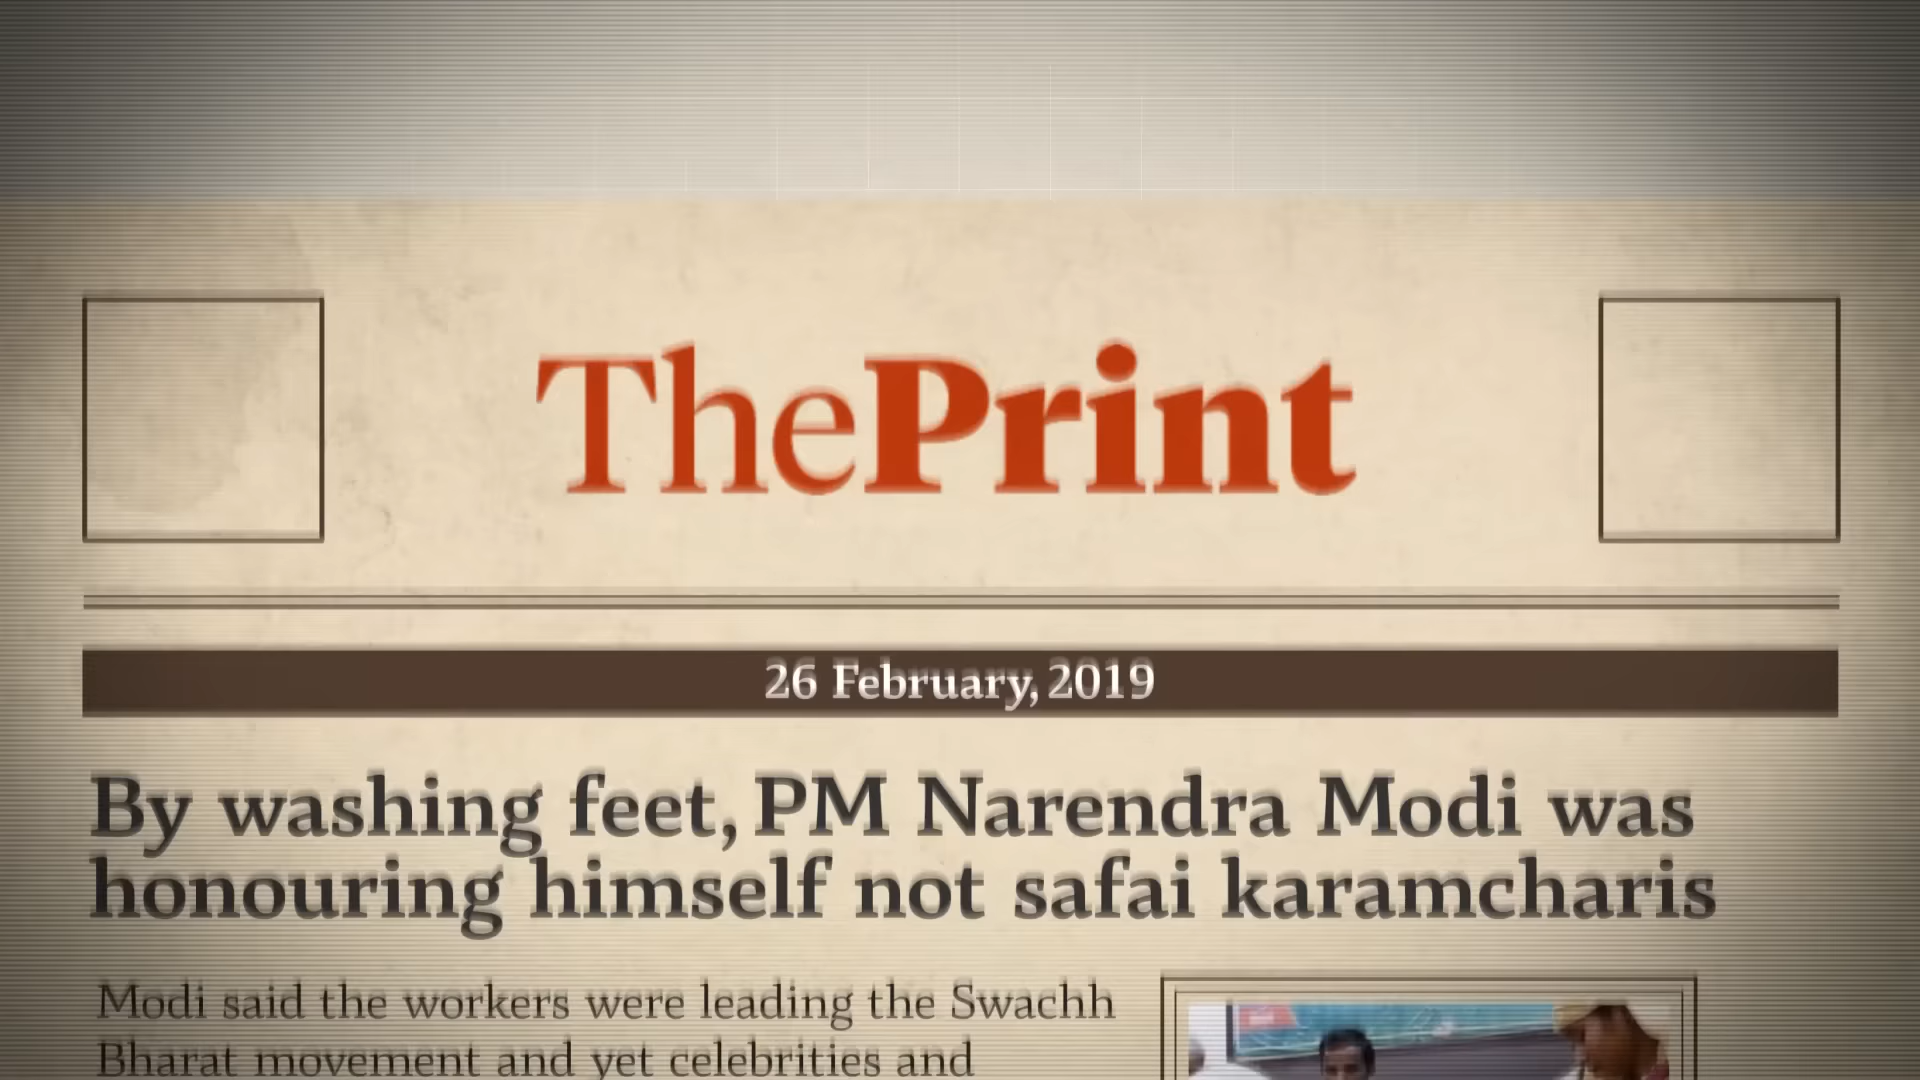 ThePrint
26 February, 2019
By washing feet, PM Narendra Modi was
honouring himself not safai karamcharis
Modi said the workers were leading the Swachh
Bharat movement and yet celebrities and